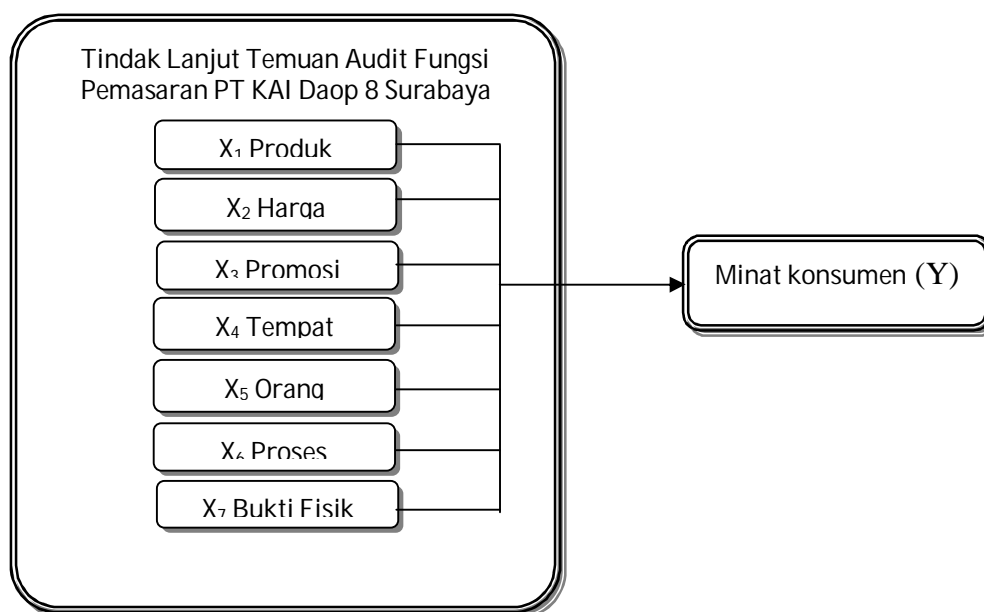 Tindak Lanjut Temuan Audit Fungsi
Pemasaran PT KAI Daop 8 Surabaya
X₁ Produk
X₂ Harga
X₃ Promosi
X₄ Tempat
X₅ Orang
X₆ Proses
X₇ Bukti Fisik
Minat konsumen (Y)